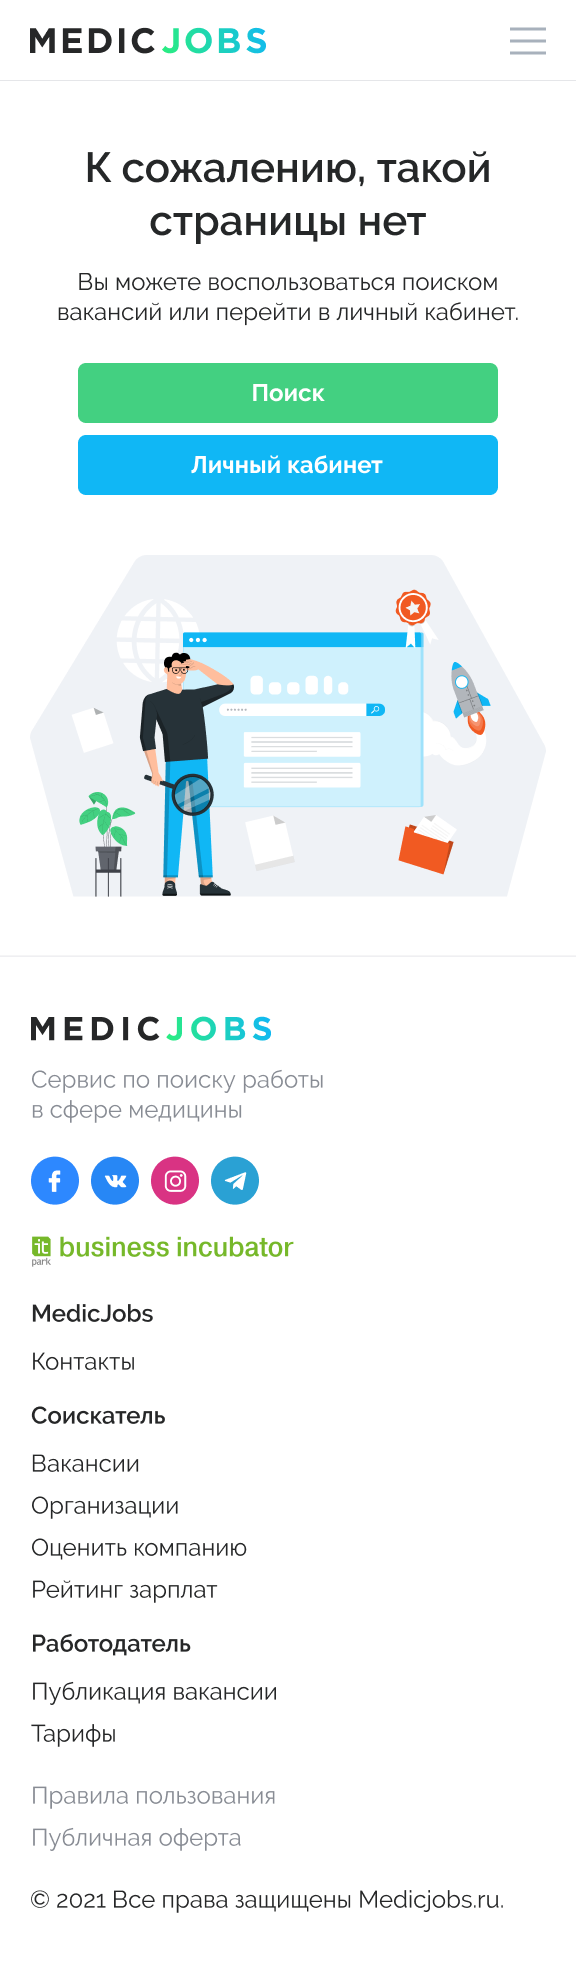 MEDICJOBS
К сожалению, такой
страницы нет
Вы можете воспользоваться поиском
вакансий или перейти в личный кабинет.
Поиск
Личный кабинет
MEDICJOBS
Сервис по поиску работы
в сфере медицины
it park business incubator
MedicJobs
Контакты
Соискатель
Вакансии
Организации
Оценить компанию
Рейтинг зарплат
Работодатель
Публикация вакансии
Тарифы
Правила пользования
Публичная оферта
© 2021 Все права защищены Medicjobs.ru.